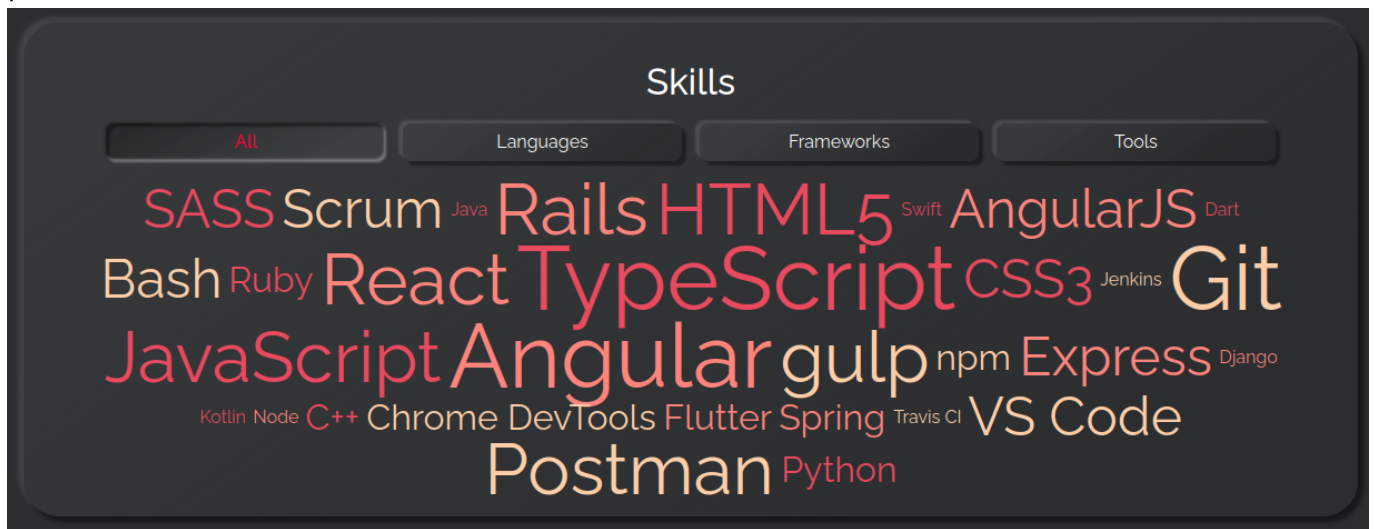 Skills
All Languages Frameworks Tools
SASS Scrum Java Rails HTML5 Swift AngularJS Dart
Bash Ruby React TypeScript CSS3 Jenkins Git
JavaScript Angular gulp npm Express Django
Kotlin Node C++ Chrome DevTools Flutter Spring Travis CI VS Code
Postman Python